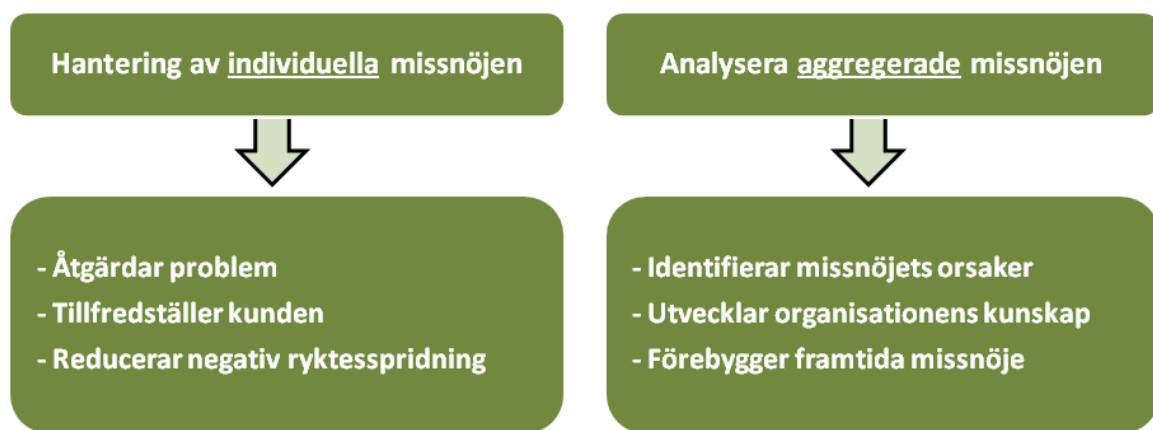 Hantering av individuella missnöjen
- Åtgärdar problem
- Tillfredställer kunden
- Reducerar negativ ryktesspridning
Analysera aggregerade missnöjen
- Identifierar missnöjets orsaker
- Utvecklar organisationens kunskap
- Förebygger framtida missnöje